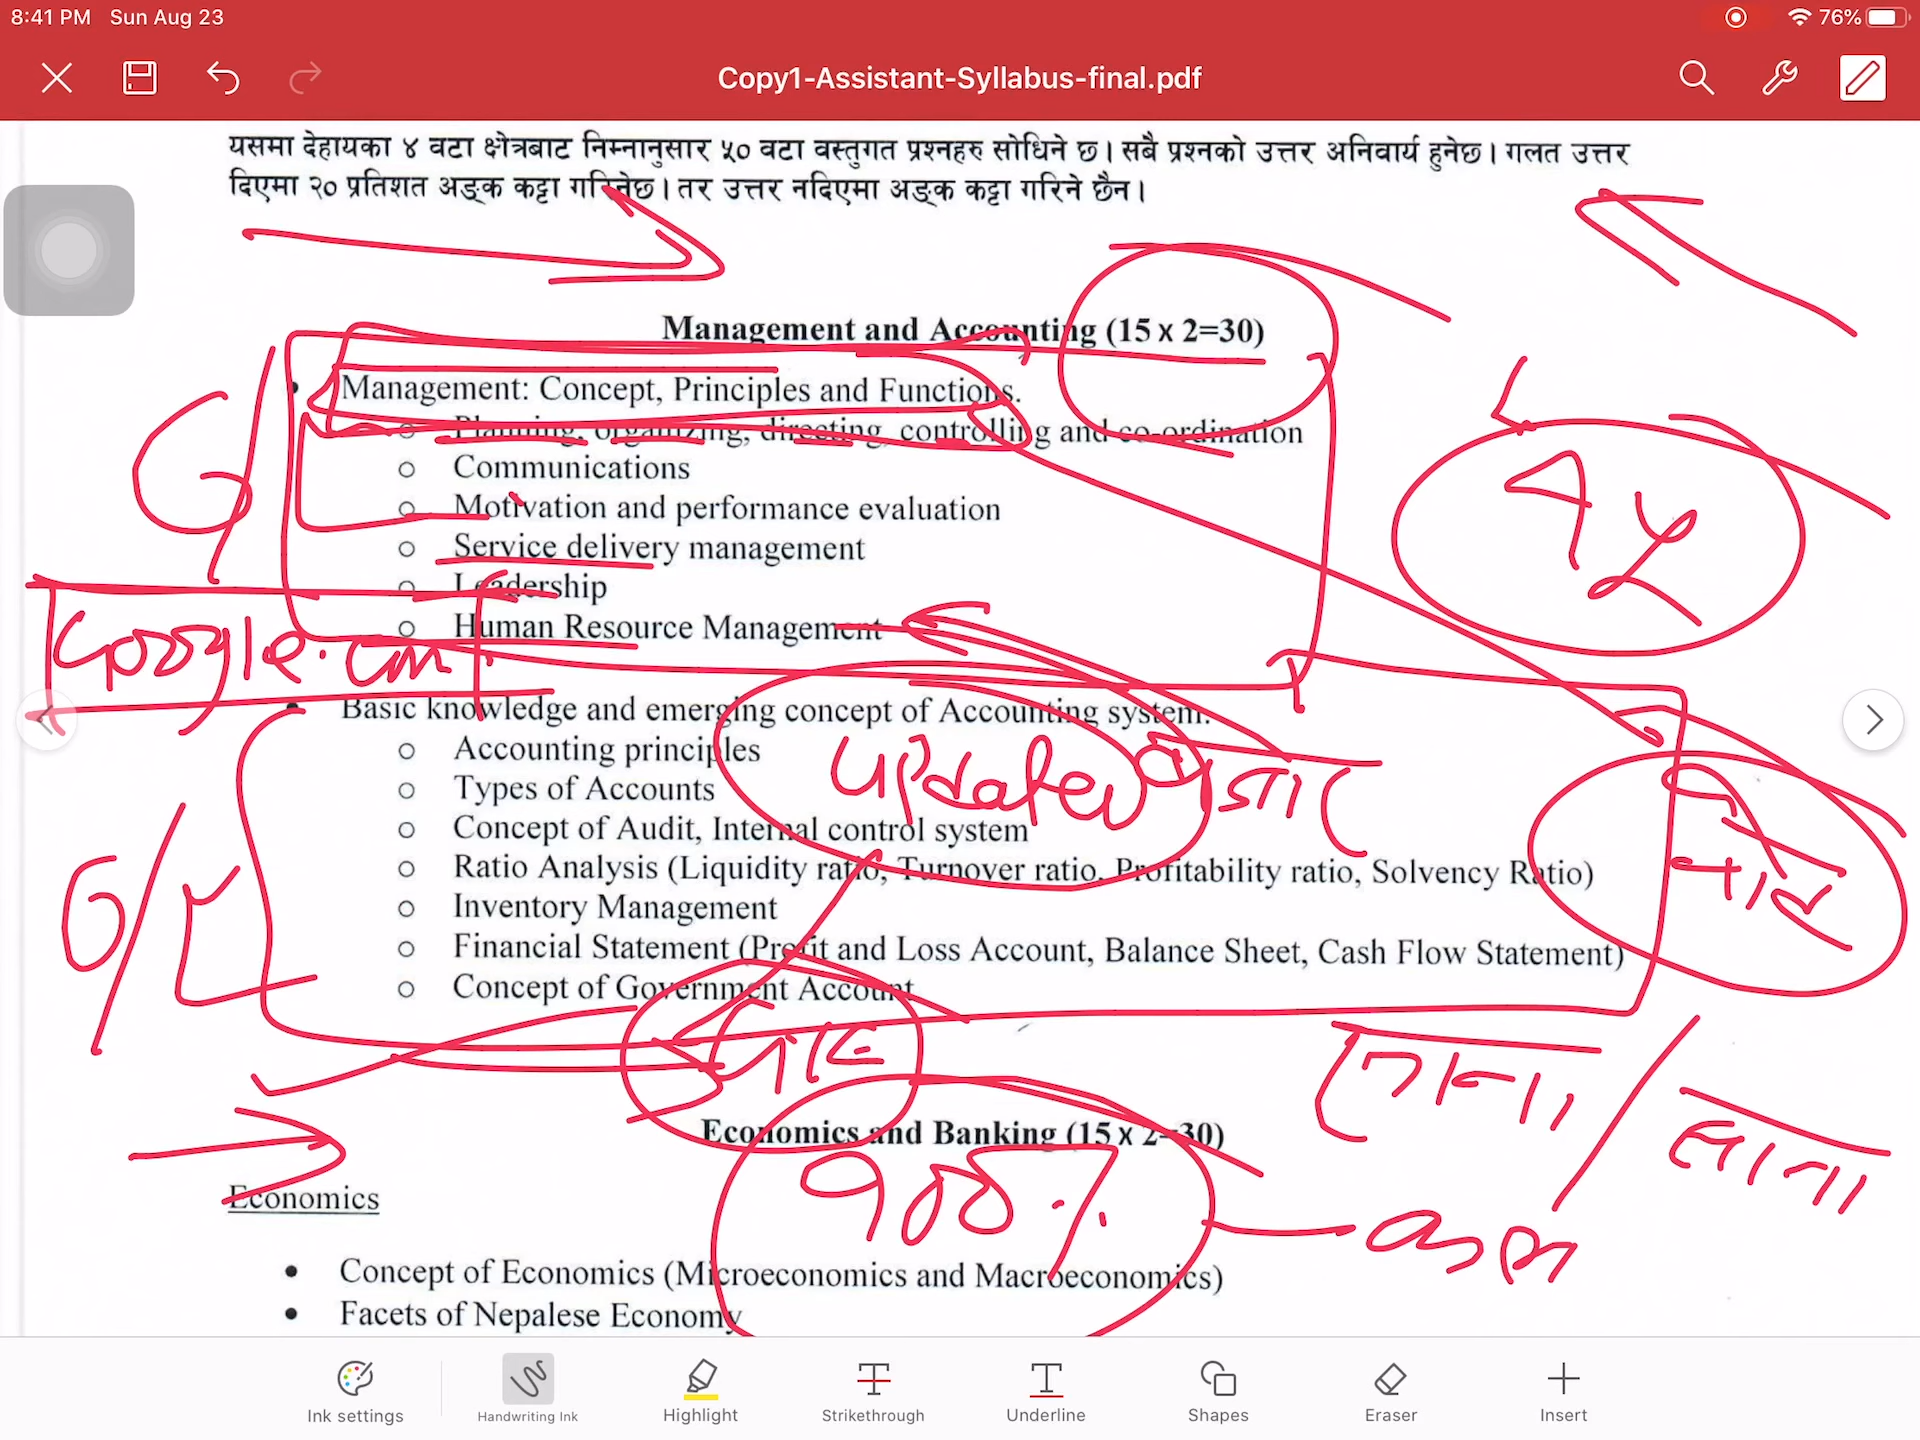 8:41 PM Sun Aug 23
76%
Copy1-Assistant-Syllabus-final.pdf
यसमा देहायका ४ वटा क्षेत्रबाट निम्नानुसार ५० वटा वस्तुगत प्रश्नहरु सोधिने छ। सबै प्रश्नको उत्तर अनिवार्य हुनेछ। गलत उत्तर
दिएमा २० प्रतिशत अङ्क कट्टा गरिनेछ। तर उत्तर नदिएमा अङ्क कट्टा गरिने छैन।
Management and Accounting (15 x 2=30)
• Management: Concept, Principles and Functions.
o Planning, organizing, directing, controlling and co-ordination
o Communications
o Motivation and performance evaluation
o Service delivery management
o Leadership
o Human Resource Management
१५
Google.com
• Basic knowledge and emerging concept of Accounting system.
o Accounting principles
o Types of Accounts
updated
o Concept of Audit, Internal control system
o Ratio Analysis (Liquidity ratio, Turnover ratio, Profitability ratio, Solvency Ratio)
o Inventory Management
o Financial Statement (Profit and Loss Account, Balance Sheet, Cash Flow Statement)
o Concept of Government Account
Economics and Banking (15 x 2=30)
१००%
Economics
• Concept of Economics (Microeconomics and Macroeconomics)
• Facets of Nepalese Economy
Ink settings
Handwriting Ink
Highlight
Strikethrough
Underline
Shapes
Eraser
Insert